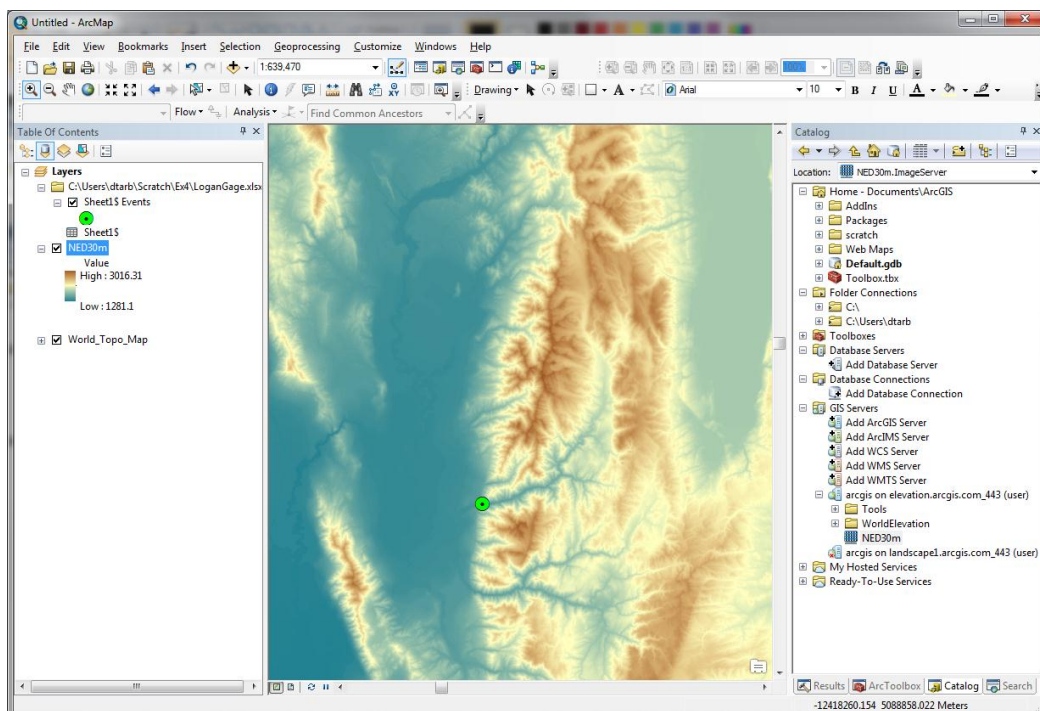 Untitled - ArcMap
File Edit View Bookmarks Insert Selection Geoprocessing Customize Windows Help
1:639,470
100%
Drawing Arial 10 B I U A
Flow Analysis Find Common Ancestors
Table Of Contents
Layers
C:\Users\dtarb\Scratch\Ex4\LoganGage.xlsx
Sheet1$ Events
Sheet1$
NED30m
Value
High : 3016.31
Low : 1281.1
World_Topo_Map
Catalog
Location: NED30m.ImageServer
Home - Documents\ArcGIS
AddIns
Packages
scratch
Web Maps
Default.gdb
Toolbox.tbx
Folder Connections
C:\
C:\Users\dtarb
Toolboxes
Database Servers
Add Database Server
Database Connections
Add Database Connection
GIS Servers
Add ArcGIS Server
Add ArcIMS Server
Add WCS Server
Add WMS Server
Add WMTS Server
arcgis on elevation.arcgis.com_443 (user)
Tools
WorldElevation
NED30m
arcgis on landscape1.arcgis.com_443 (user)
My Hosted Services
Ready-To-Use Services
Results ArcToolbox Catalog Search
-12418260.154 5088858.022 Meters